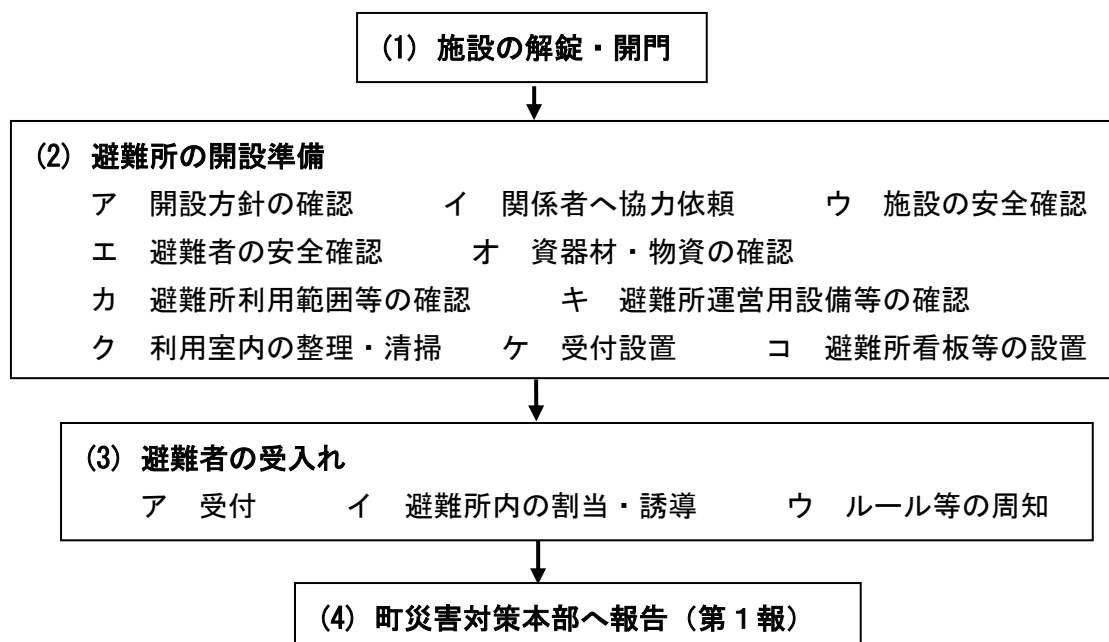 (1) 施設の解錠・開門
(2) 避難所の開設準備
ア 開設方針の確認 イ 関係者へ協力依頼 ウ 施設の安全確認
エ 避難者の安全確認 オ 資器材・物資の確認
カ 避難所利用範囲等の確認 キ 避難所運営用設備等の確認
ク 利用室内の整理・清掃 ケ 受付設置 コ 避難所看板等の設置
(3) 避難者の受入れ
ア 受付 イ 避難所内の割当・誘導 ウ ルール等の周知
(4) 町災害対策本部へ報告（第1報）